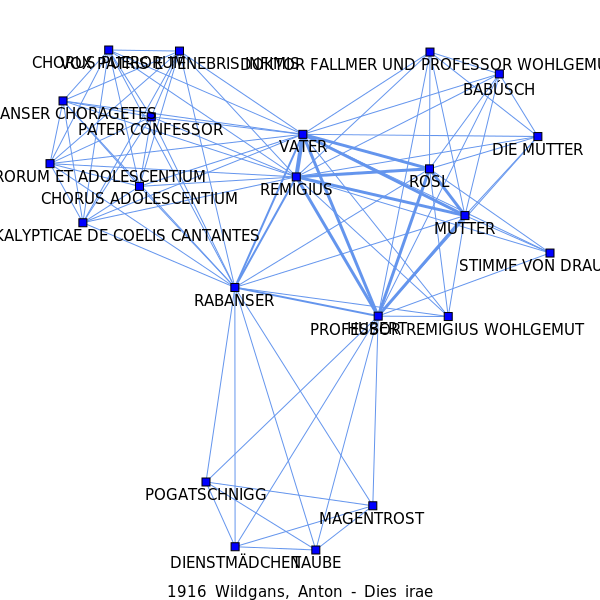 CHORUS PUERORUM
VOX PATRIS E TENEBRIS INFIMIS
DOKTOR FALLMER UND PROFESSOR WOHLGEMU
BABUSCH
ANSER CHORAGETES
PATER CONFESSOR
VATER
DIE MUTTER
RORUM ET ADOLESCENTIUM
CHORUS ADOLESCENTIUM
REMIGIUS
ROSL
MUTTER
KALYPTICAE DE COELIS CANTANTES
STIMME VON DRAU
RABANSER
PROFESSOR REMIGIUS WOHLGEMUT
HUBERT
POGATSCHNIGG
MAGENTROST
DIENSTMÄDCHEN
TAUBE
1916 Wildgans, Anton - Dies irae